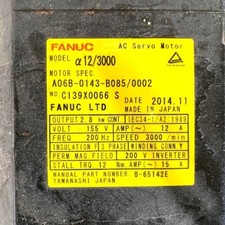 FANUC AC Servo Motor
MODEL α12/3000
MOTOR SPEC.
A06B-0143-B085/0002
NO C139X0066 S
DATE 2014.11
FANUC LTD MADE IN JAPAN
OUTPUT 2.8 kW CONT. IEC34-1/A2 1989
VOLT 155 V AMP(~) 12 A
FREQ 200 Hz SPEED 3000 /min
INSULATION F 3 PHASE WINDING CONN Y
PERM MAG FIELD 200 V INVERTER
STALL TRQ 12 Nm AMP(~) 15 A
MANUAL PART NUMBER B-65142E
YAMANASHI JAPAN